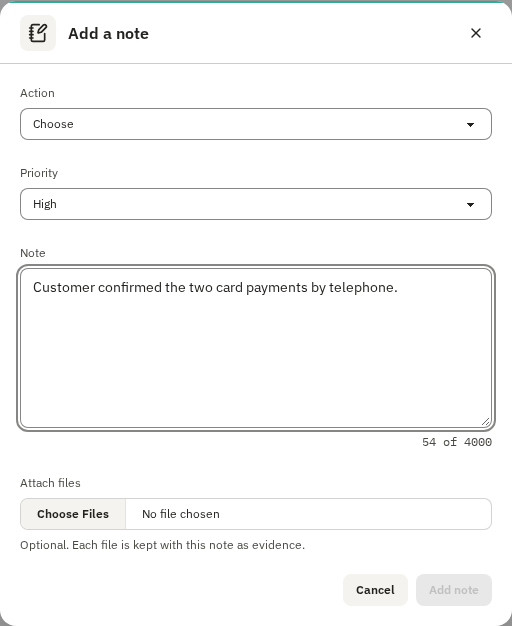 Add a note
Action
Choose
Priority
High
Note
Customer confirmed the two card payments by telephone.
54 of 4000
Attach files
Choose Files No file chosen
Optional. Each file is kept with this note as evidence.
Cancel Add note